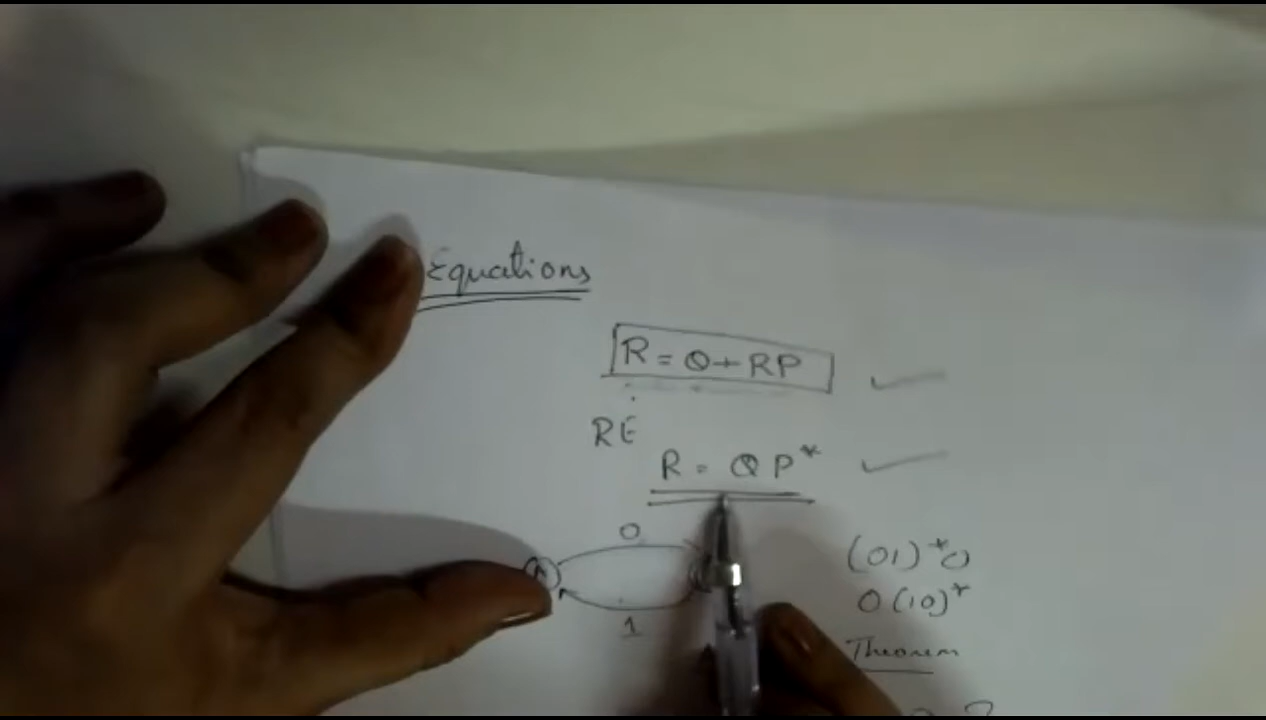 Equations
R = Q + RP
RE
R = QP*
0
A
1
(01)*0
0(10)*
Theorem